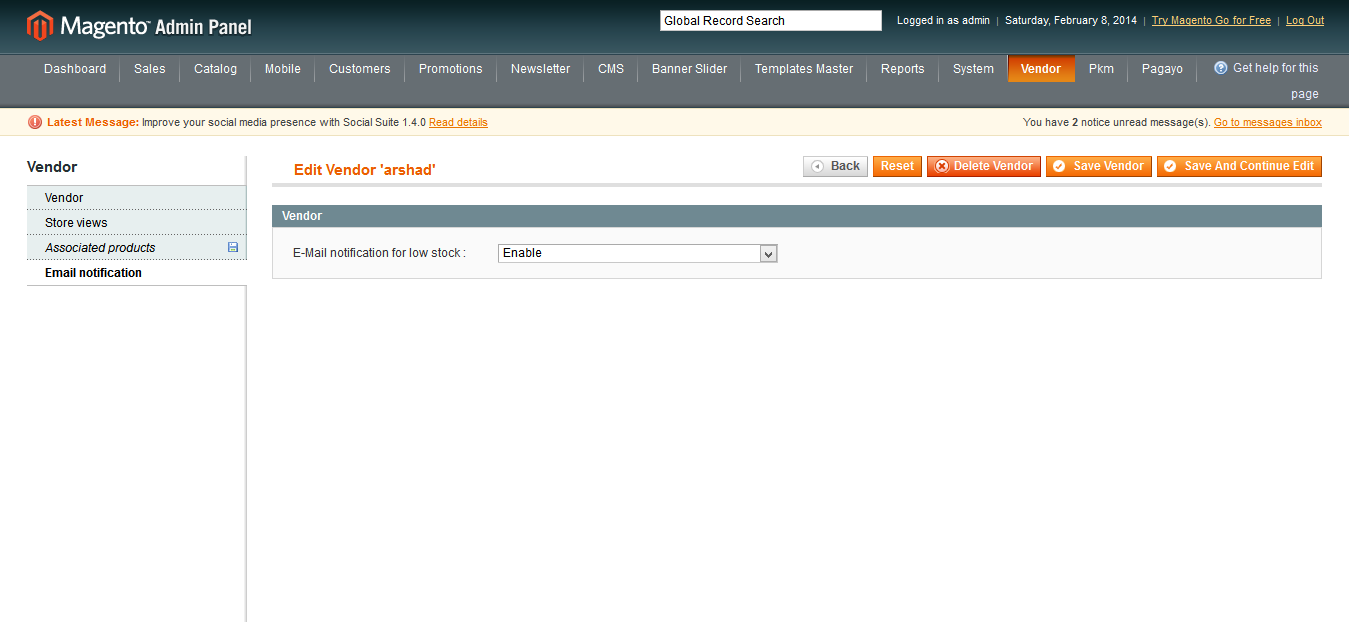 Magento™ Admin Panel
Global Record Search
Logged in as admin | Saturday, February 8, 2014 | Try Magento Go for Free | Log Out
Dashboard Sales Catalog Mobile Customers Promotions Newsletter CMS Banner Slider Templates Master Reports System Vendor Pkm Pagayo Get help for this
page
Latest Message: Improve your social media presence with Social Suite 1.4.0 Read details
You have 2 notice unread message(s). Go to messages inbox
Vendor
Vendor
Store views
Associated products
Email notification
Edit Vendor 'arshad'
Back Reset Delete Vendor Save Vendor Save And Continue Edit
Vendor
E-Mail notification for low stock : Enable